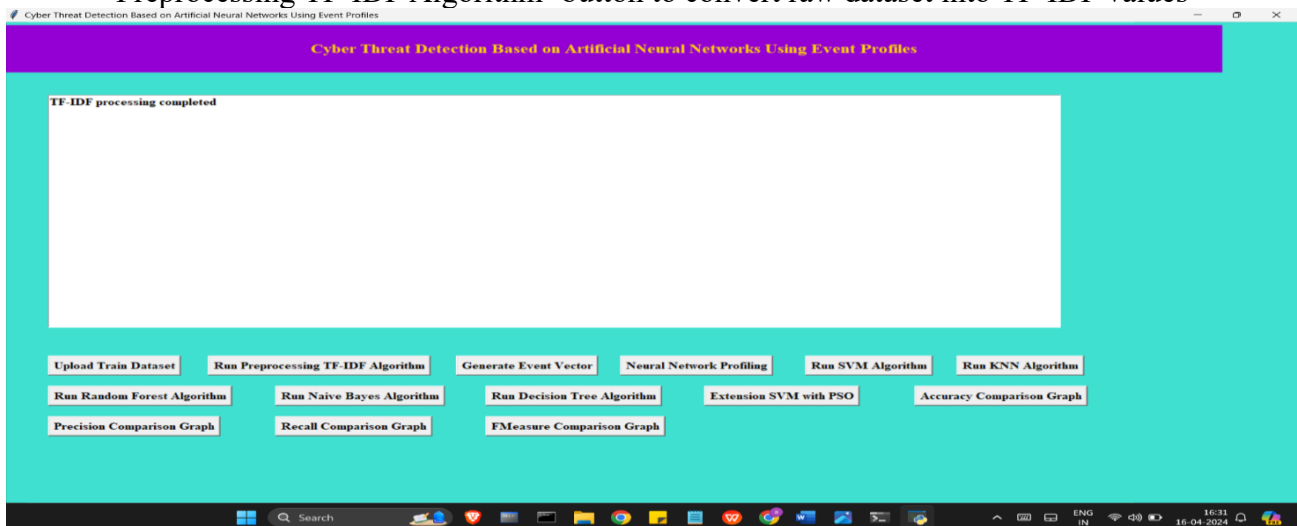 Preprocessing TF-IDF Algorithm' button to convert raw dataset into TF-IDF values
Cyber Threat Detection Based on Artificial Neural Networks Using Event Profiles
Cyber Threat Detection Based on Artificial Neural Networks Using Event Profiles
TF-IDF processing completed
Upload Train Dataset Run Preprocessing TF-IDF Algorithm Generate Event Vector Neural Network Profiling Run SVM Algorithm Run KNN Algorithm
Run Random Forest Algorithm Run Naive Bayes Algorithm Run Decision Tree Algorithm Extension SVM with PSO Accuracy Comparison Graph
Precision Comparison Graph Recall Comparison Graph FMeasure Comparison Graph
Search ENG 16:31
IN 16-04-2024